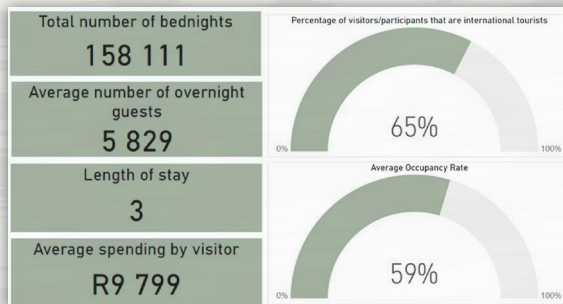 Total number of bednights
158 111
Average number of overnight
guests
5 829
Length of stay
3
Average spending by visitor
R9 799
Percentage of visitors/participants that are international tourists
65%
0%
100%
Average Occupancy Rate
59%
0%
100%